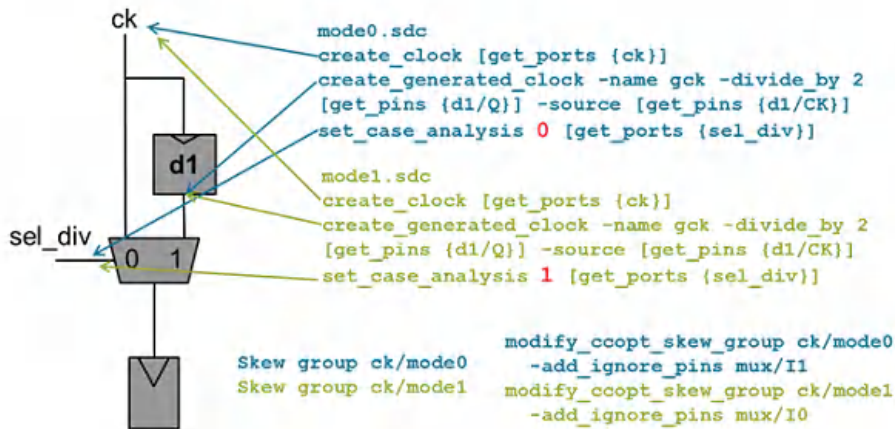 ck
mode0.sdc
create_clock [get_ports {ck}]
create_generated_clock -name gck -divide_by 2
[get_pins {d1/Q}] -source [get_pins {d1/CK}]
set_case_analysis 0 [get_ports {sel_div}]
d1
mode1.sdc
create_clock [get_ports {ck}]
create_generated_clock -name gck -divide_by 2
[get_pins {d1/Q}] -source [get_pins {d1/CK}]
set_case_analysis 1 [get_ports {sel_div}]
sel_div
0 1
Skew group ck/mode0
Skew group ck/mode1
modify_ccopt_skew_group ck/mode0
-add_ignore_pins mux/I1
modify_ccopt_skew_group ck/mode1
-add_ignore_pins mux/I0